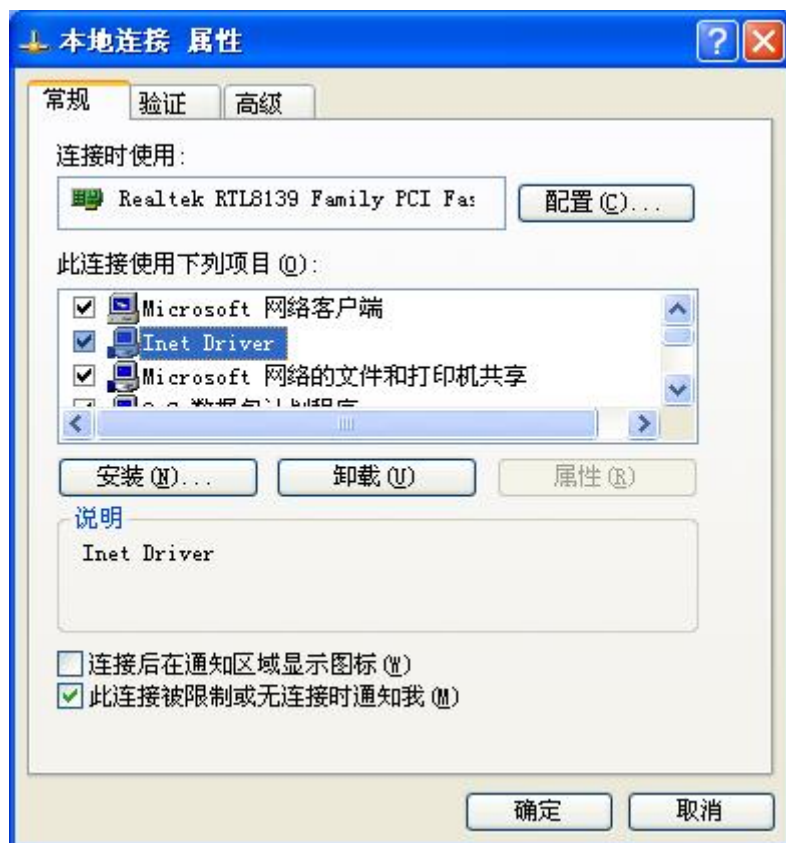 本地连接 属性
常规 验证 高级
连接时使用:
Realtek RTL8139 Family PCI Fas
配置(C)...
此连接使用下列项目(O):
Microsoft 网络客户端
Inet Driver
Microsoft 网络的文件和打印机共享
安装(N)... 卸载(U) 属性(R)
说明
Inet Driver
连接后在通知区域显示图标(W)
此连接被限制或无连接时通知我(M)
确定 取消